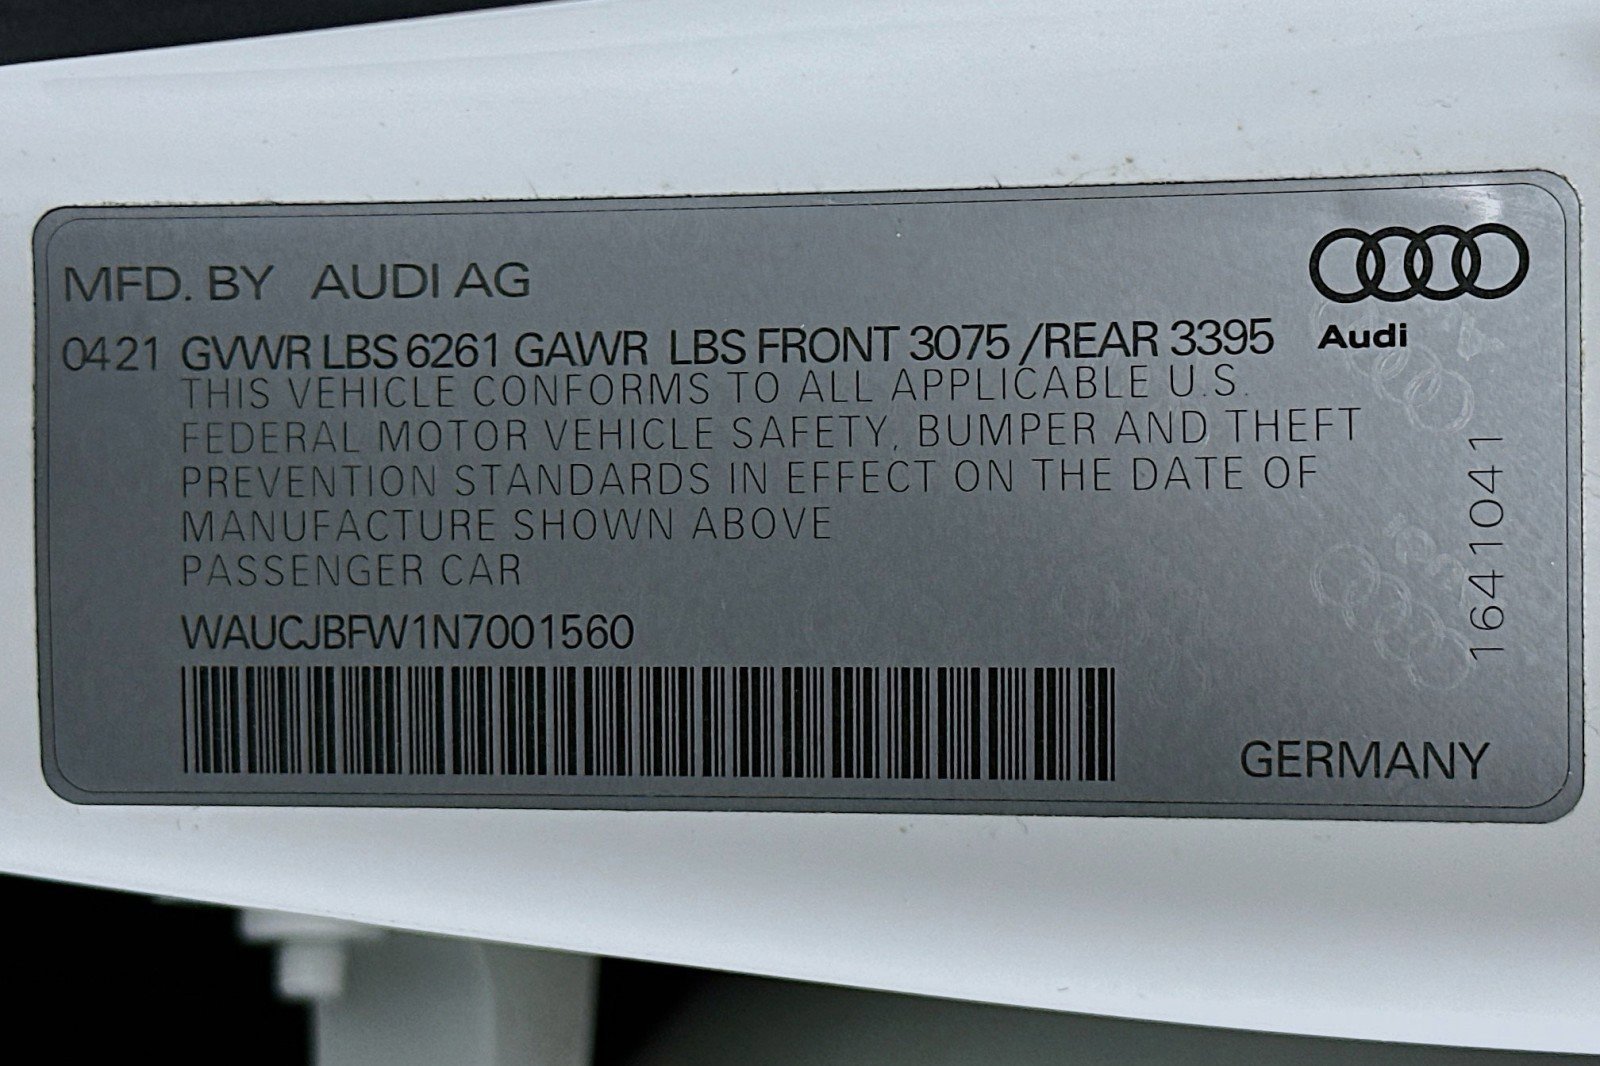 MFD. BY AUDI AG
0421 GVWR LBS 6261 GAWR LBS FRONT 3075 /REAR 3395
Audi
THIS VEHICLE CONFORMS TO ALL APPLICABLE U.S.
FEDERAL MOTOR VEHICLE SAFETY, BUMPER AND THEFT
PREVENTION STANDARDS IN EFFECT ON THE DATE OF
MANUFACTURE SHOWN ABOVE
PASSENGER CAR
WAUCJBFW1N7001560
1641041
GERMANY